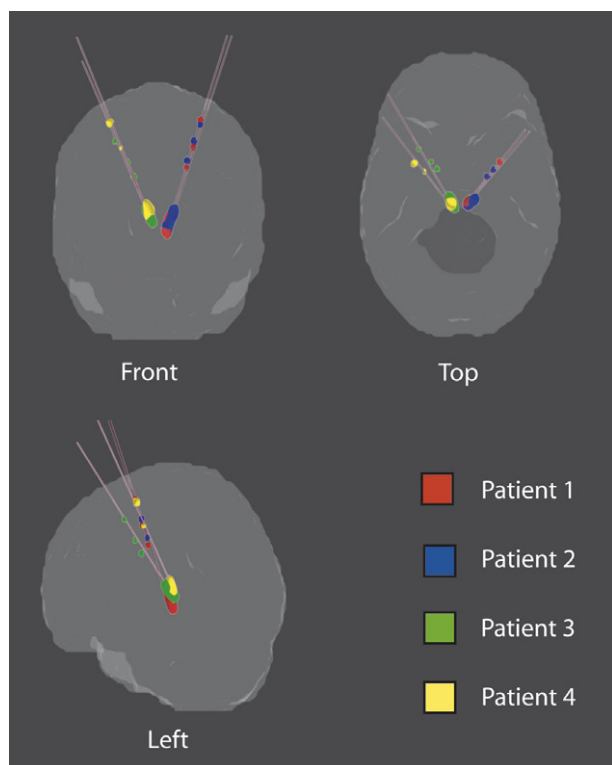 Front
Top
Left
Patient 1
Patient 2
Patient 3
Patient 4